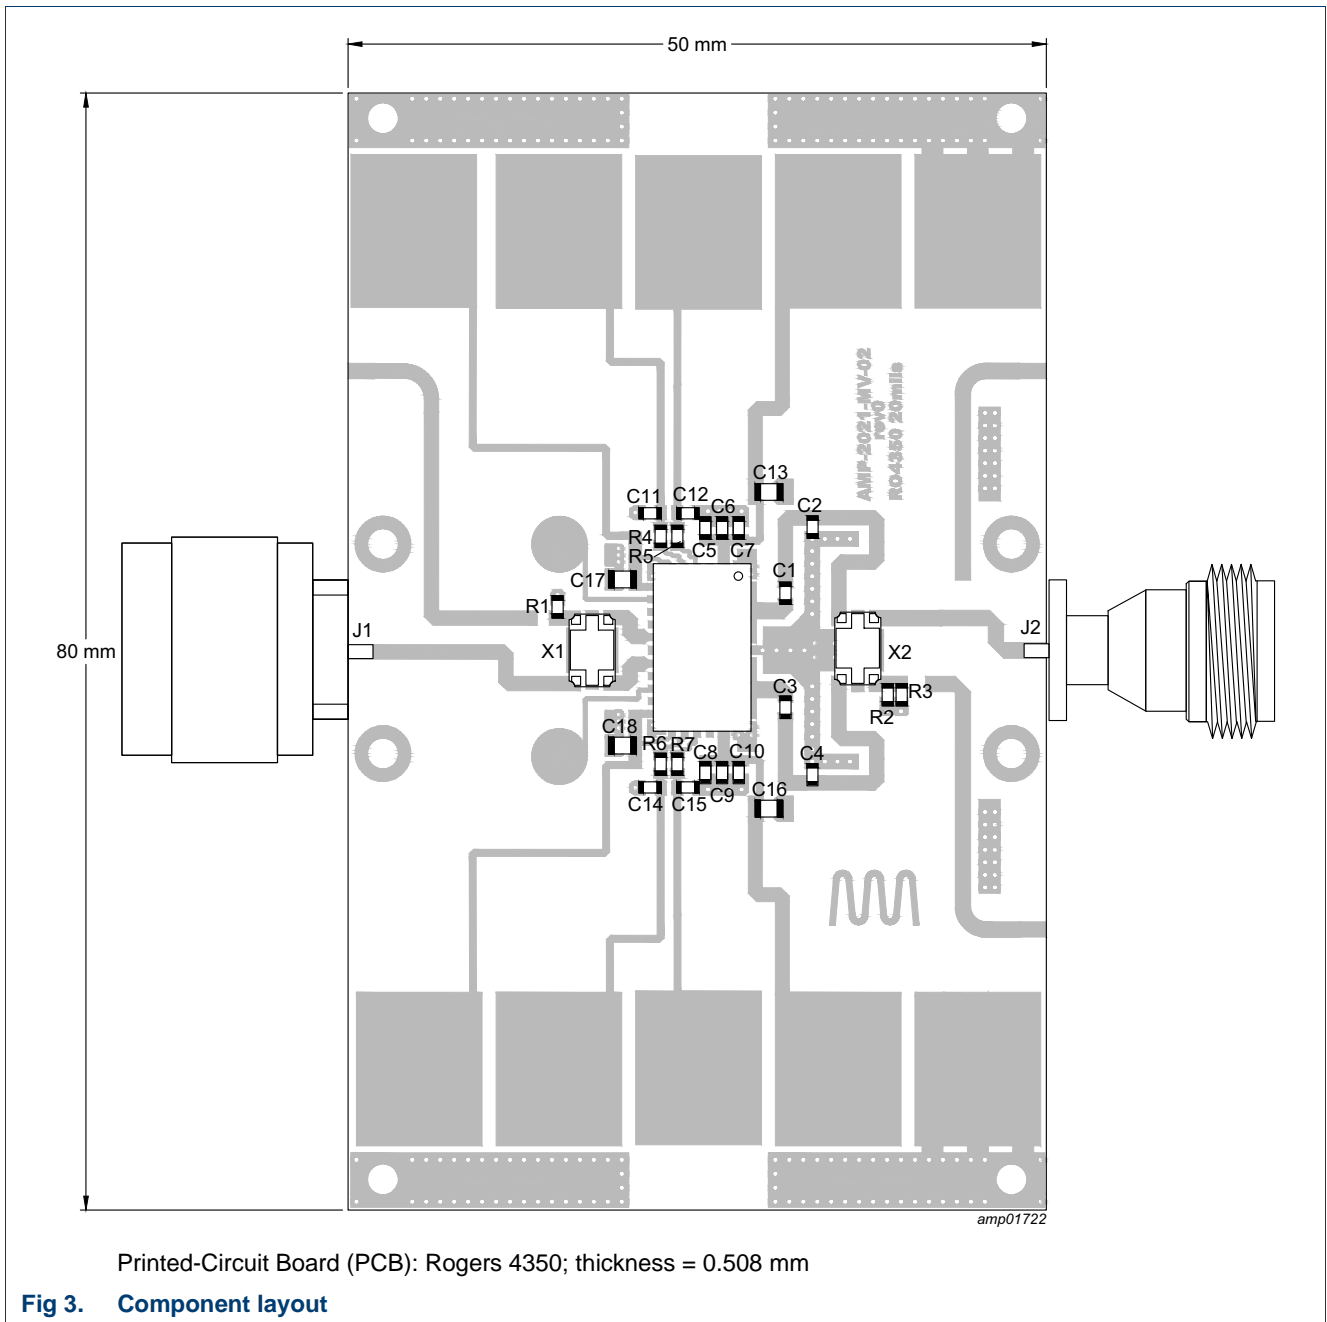 50 mm
80 mm
AMP-2021-MV-02
rev0
RO4350 20mils
C13
C11
C12
C6
C2
R4
R5
C5
C7
C17
C1
R1
J1
X1
X2
J2
C3
R3
R2
C18
R6
R7
C8
C10
C4
C14
C15
C9
C16
amp01722
Printed-Circuit Board (PCB): Rogers 4350; thickness = 0.508 mm
Fig 3. Component layout